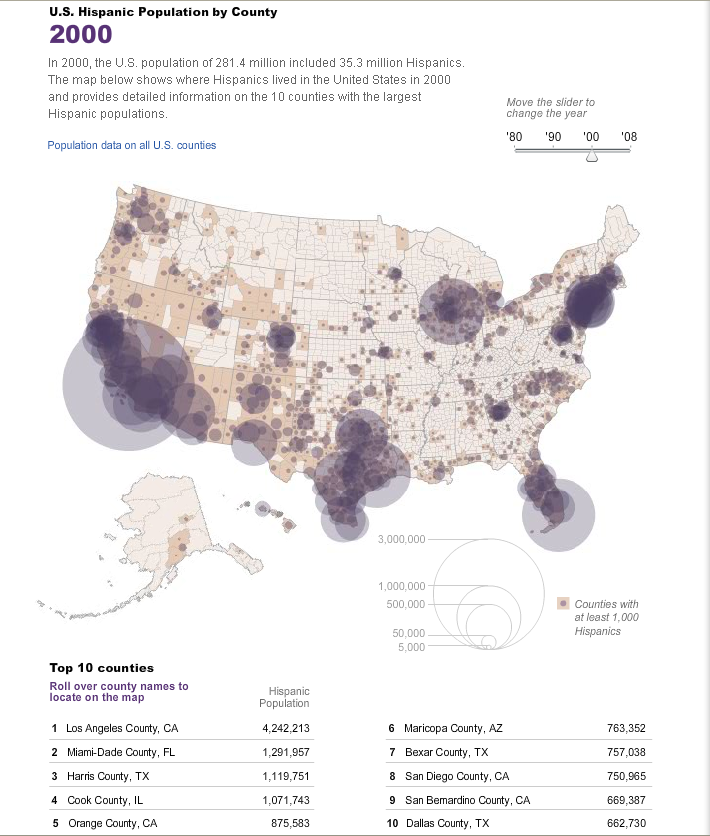 U.S. Hispanic Population by County
2000
In 2000, the U.S. population of 281.4 million included 35.3 million Hispanics.
The map below shows where Hispanics lived in the United States in 2000
and provides detailed information on the 10 counties with the largest
Hispanic populations.
Move the slider to
change the year
'80 '90 '00 '08
Population data on all U.S. counties
3,000,000
1,000,000
500,000
50,000
5,000
Counties with
at least 1,000
Hispanics
Top 10 counties
Roll over county names to
locate on the map
Hispanic
Population
1 Los Angeles County, CA 4,242,213
2 Miami-Dade County, FL 1,291,957
3 Harris County, TX 1,119,751
4 Cook County, IL 1,071,743
5 Orange County, CA 875,583
6 Maricopa County, AZ 763,352
7 Bexar County, TX 757,038
8 San Diego County, CA 750,965
9 San Bernardino County, CA 669,387
10 Dallas County, TX 662,730